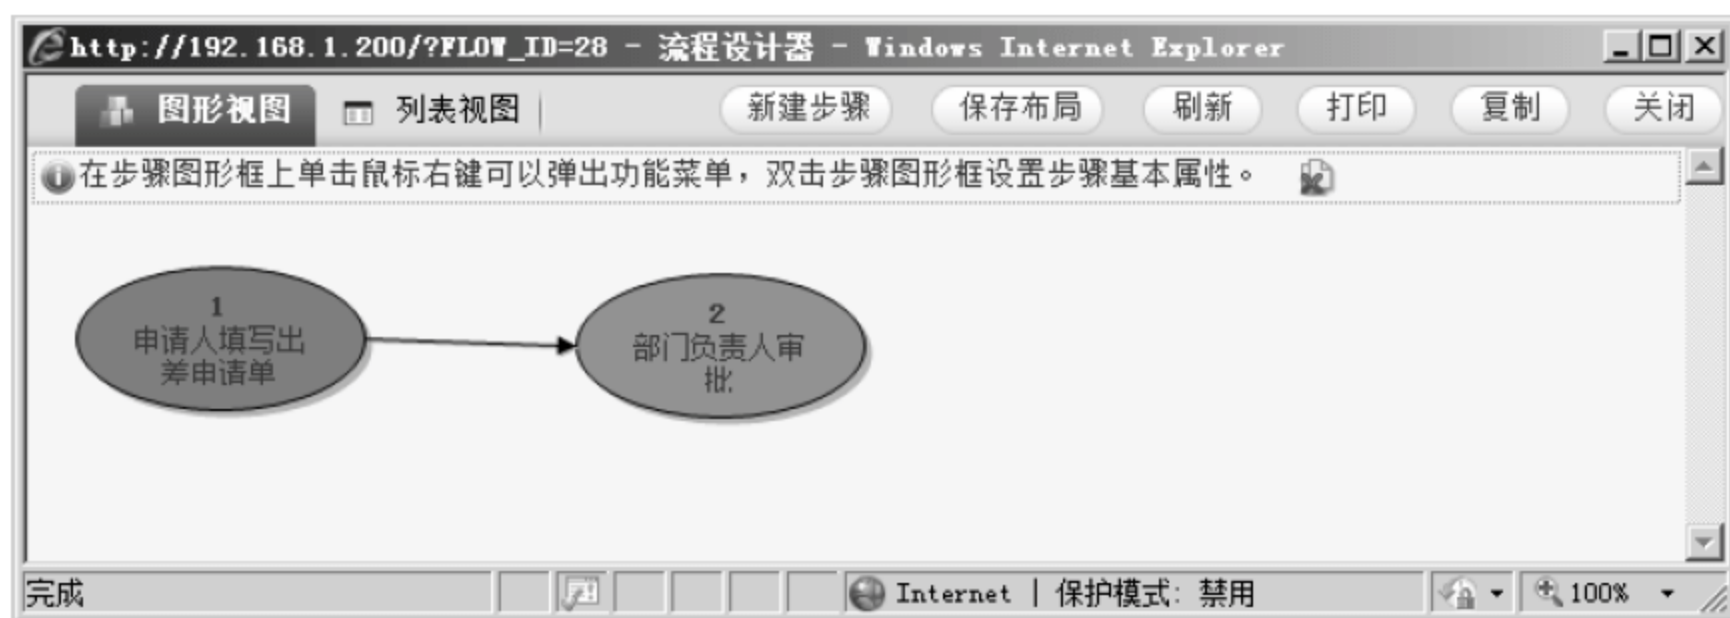 http://192.168.1.200/?FLOW_ID=28 - 流程设计器 - Windows Internet Explorer
图形视图 列表视图 新建步骤 保存布局 刷新 打印 复制 关闭
在步骤图形框上单击鼠标右键可以弹出功能菜单，双击步骤图形框设置步骤基本属性。
1
申请人填写出
差申请单
2
部门负责人审
批
完成 Internet | 保护模式: 禁用 100%